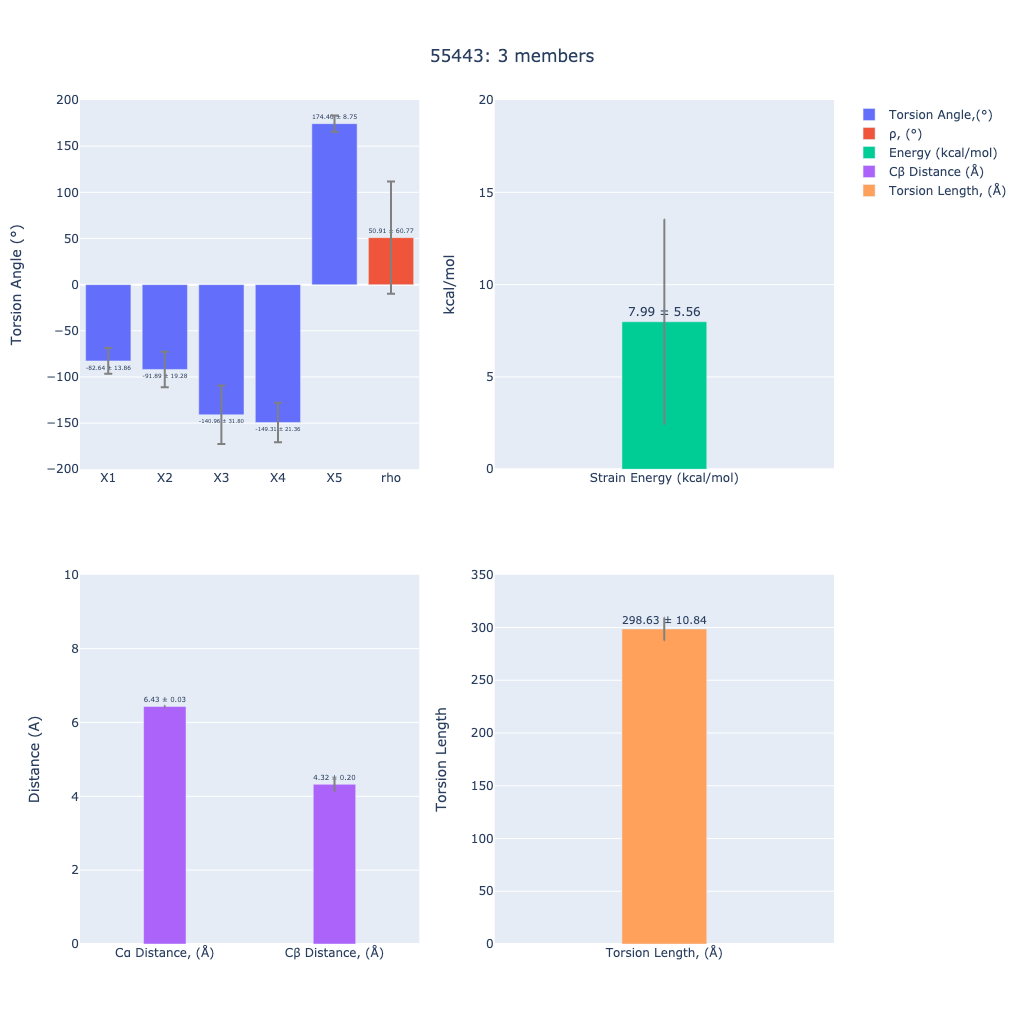 55443: 3 members
Torsion Angle (°)
200
150
100
50
0
−50
−100
−150
−200
-82.64 ± 13.86
-91.89 ± 19.28
-140.96 ± 31.80
-149.31 ± 21.36
± 8.75
50.91 ± 60.77
X1 X2 X3 X4 X5 rho
kcal/mol
20
15
10
5
0
7.99 ± 5.56
Strain Energy (kcal/mol)
Torsion Angle,(°)
ρ, (°)
Energy (kcal/mol)
Cβ Distance (Å)
Torsion Length, (Å)
Distance (A)
10
8
6
4
2
0
6.43 ± 0.03
4.32 ± 0.20
Cα Distance, (Å) Cβ Distance, (Å)
Torsion Length
350
300
250
200
150
100
50
0
298.63 ± 10.84
Torsion Length, (Å)